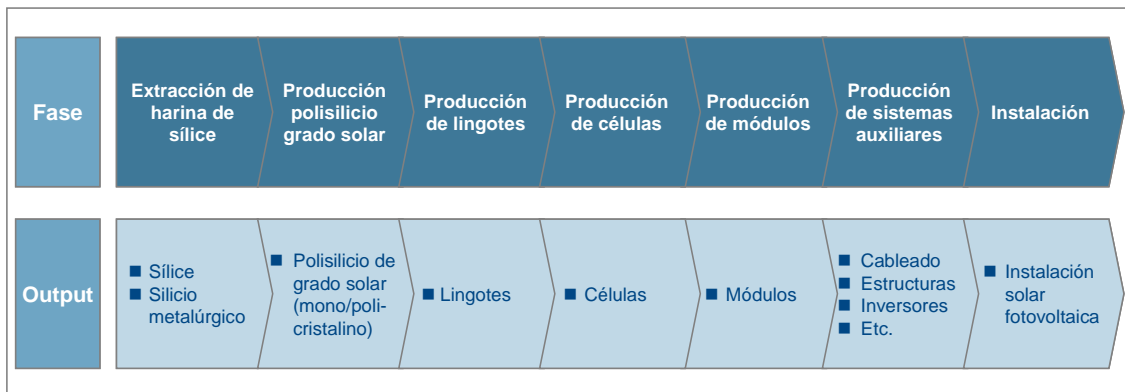 Fase
Extracción de
harina de
sílice
Producción
polisilicio
grado solar
Producción
de lingotes
Producción
de células
Producción
de módulos
Producción
de sistemas
auxiliares
Instalación
Output
■ Sílice
■ Silicio
metalúrgico
■ Polisilicio de
grado solar
(mono/poli-
cristalino)
■ Lingotes
■ Células
■ Módulos
■ Cableado
■ Estructuras
■ Inversores
■ Etc.
■ Instalación
solar
fotovoltaica